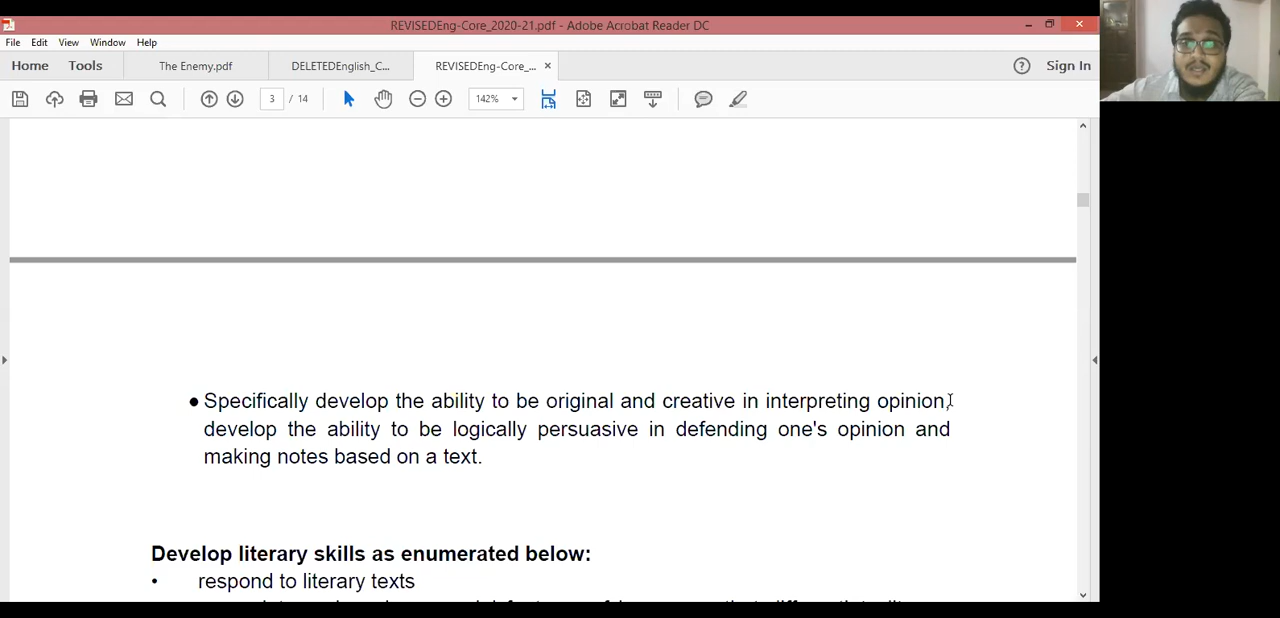 REVISEDEng-Core_2020-21.pdf - Adobe Acrobat Reader DC
File Edit View Window Help
Home Tools The Enemy.pdf DELETEDEnglish_C... REVISEDEng-Core_... × ? Sign In
3 / 14 142%
● Specifically develop the ability to be original and creative in interpreting opinion,
develop the ability to be logically persuasive in defending one's opinion and
making notes based on a text.
Develop literary skills as enumerated below:
• respond to literary texts